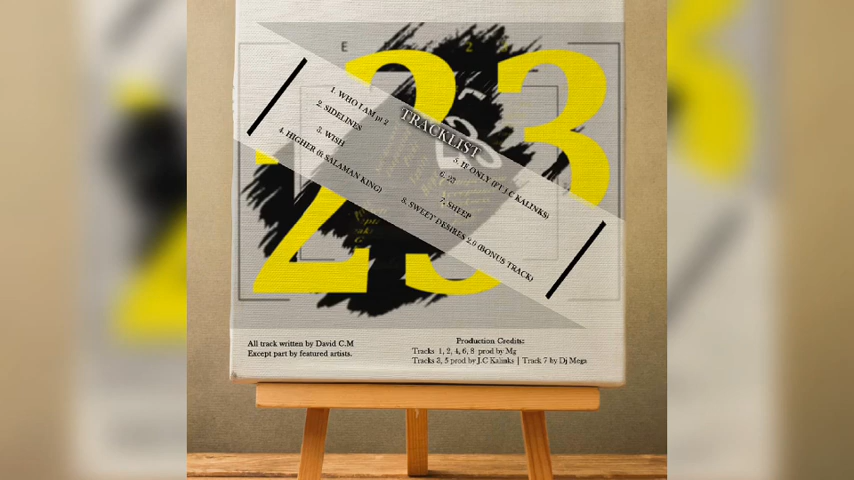 E 2 3
23
TRACKLIST
1. WHO I AM pt 2
2. SIDELINES
3. WISH
4. HIGHER (ft SALAMAN KING)
5. IF ONLY (FT J.C KALINKS)
6. 23
7. SHEEP
8. SWEET DESIRES 2.0 (BONUS TRACK)
All track written by David C.M
Except part by featured artists.
Production Credits:
Tracks 1, 2, 4, 6, 8 prod by Mg
Tracks 3, 5 prod by J.C Kalinks | Track 7 by Dj Mega